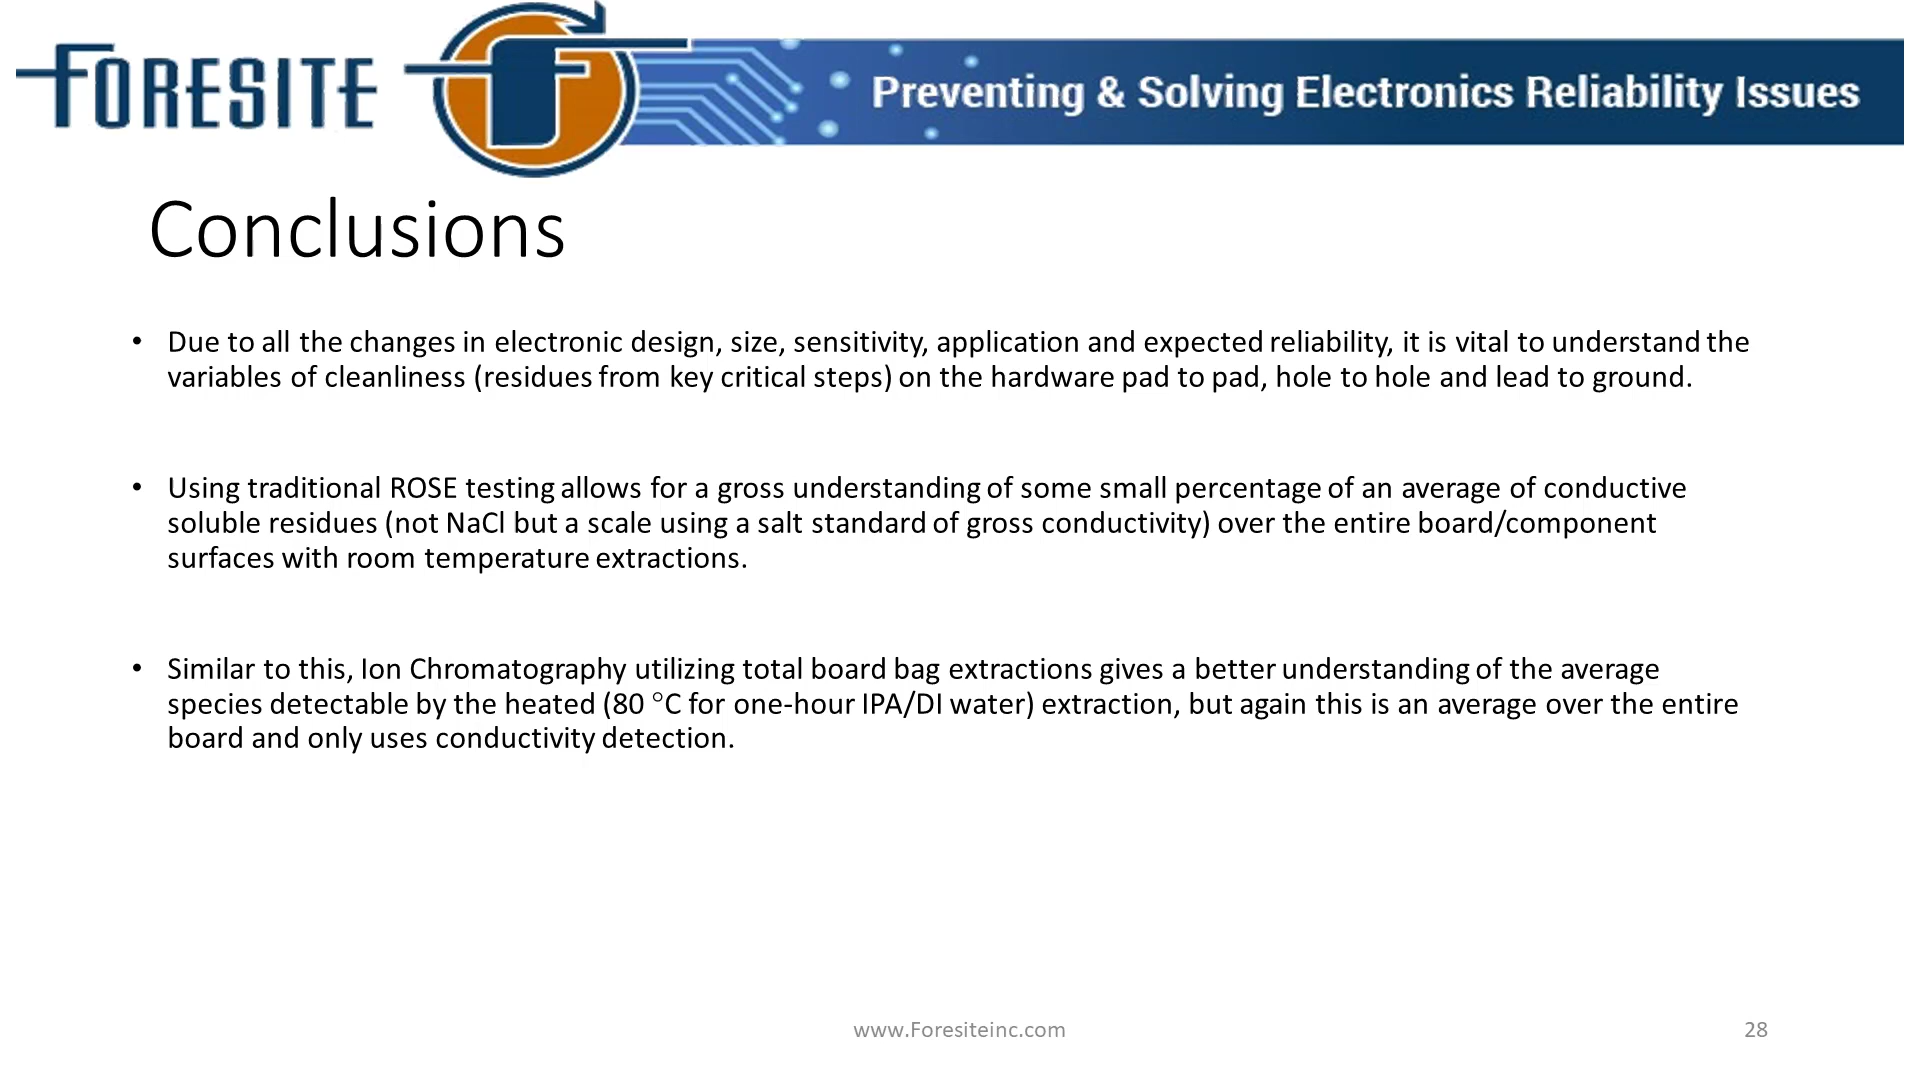 FORESITE
Preventing & Solving Electronics Reliability Issues
Conclusions
• Due to all the changes in electronic design, size, sensitivity, application and expected reliability, it is vital to understand the
variables of cleanliness (residues from key critical steps) on the hardware pad to pad, hole to hole and lead to ground.
• Using traditional ROSE testing allows for a gross understanding of some small percentage of an average of conductive
soluble residues (not NaCl but a scale using a salt standard of gross conductivity) over the entire board/component
surfaces with room temperature extractions.
• Similar to this, Ion Chromatography utilizing total board bag extractions gives a better understanding of the average
species detectable by the heated (80 °C for one-hour IPA/DI water) extraction, but again this is an average over the entire
board and only uses conductivity detection.
www.Foresiteinc.com
28